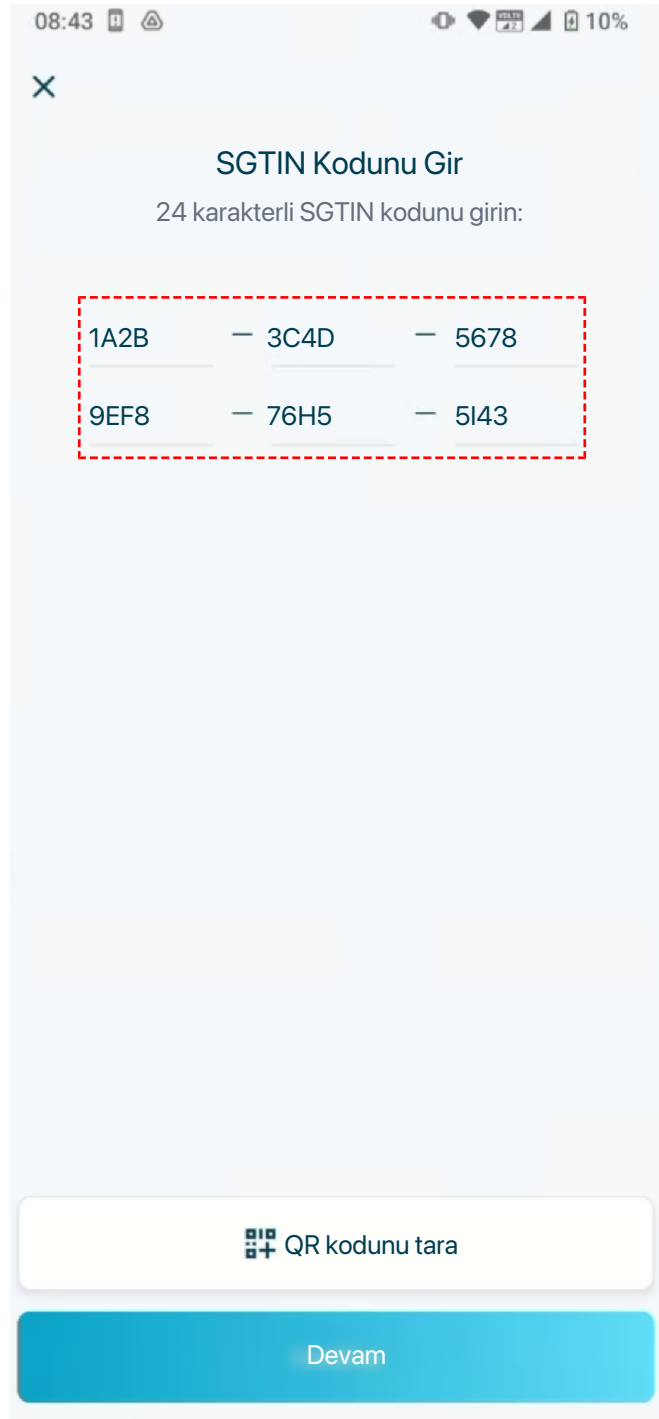 08:43 10%
SGTIN Kodunu Gir
24 karakterli SGTIN kodunu girin:
1A2B – 3C4D – 5678
9EF8 – 76H5 – 5I43
QR kodunu tara
Devam